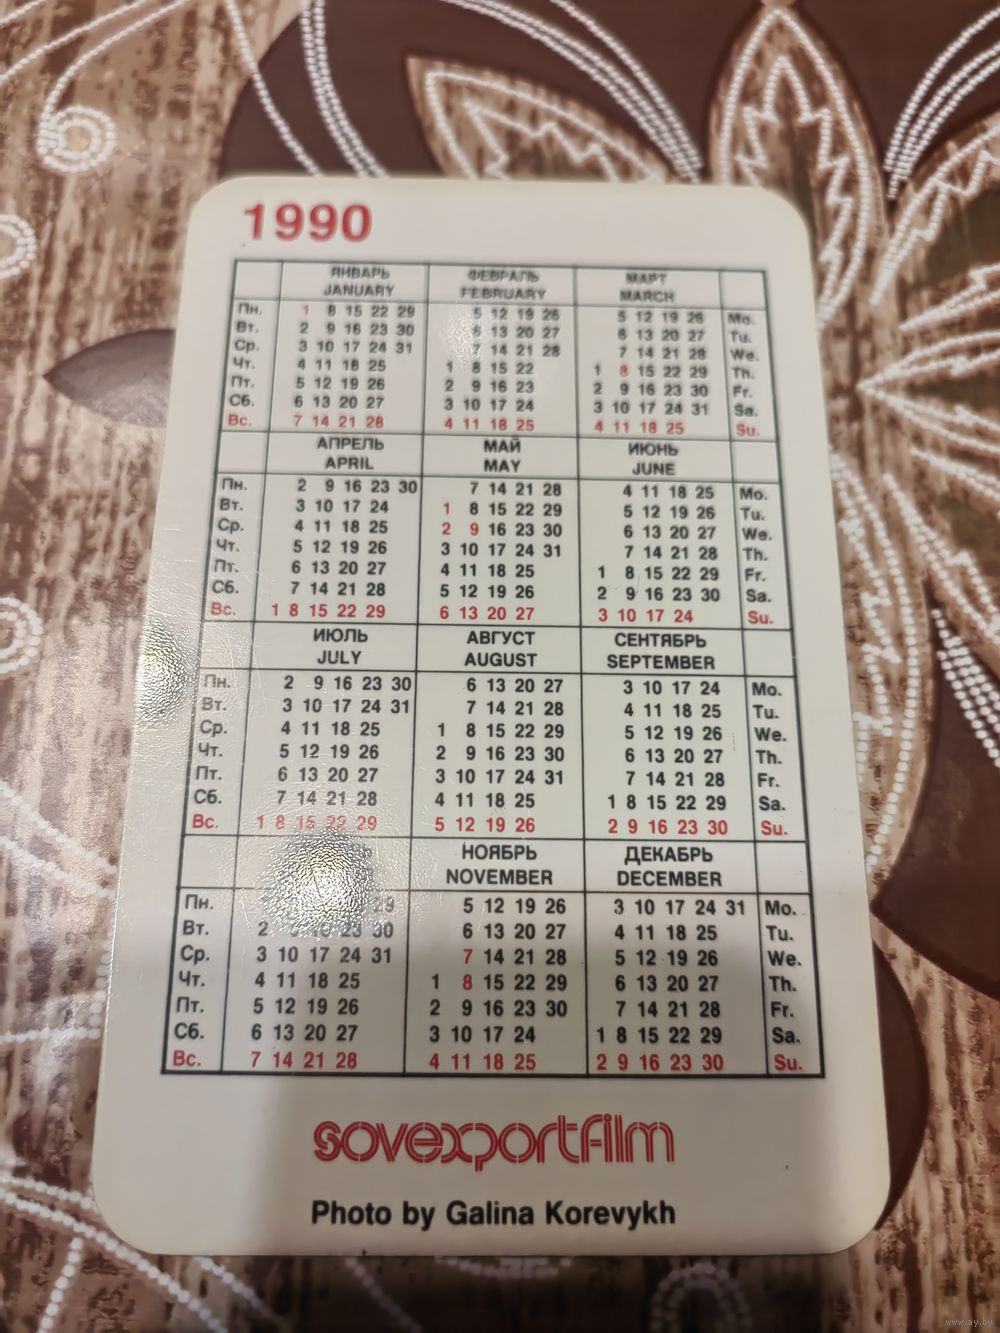 1990
ЯНВАРЬ ФЕВРАЛЬ МАРТ
JANUARY FEBRUARY MARCH
Пн. 1 8 15 22 29 5 12 19 26 5 12 19 26 Mo.
Вт. 2 9 16 23 30 6 13 20 27 6 13 20 27 Tu.
Ср. 3 10 17 24 31 7 14 21 28 7 14 21 28 We.
Чт. 4 11 18 25 1 8 15 22 1 8 15 22 29 Th.
Пт. 5 12 19 26 2 9 16 23 2 9 16 23 30 Fr.
Сб. 6 13 20 27 3 10 17 24 3 10 17 24 31 Sa.
Вс. 7 14 21 28 4 11 18 25 4 11 18 25 Su.
АПРЕЛЬ МАЙ ИЮНЬ
APRIL MAY JUNE
Пн. 2 9 16 23 30 7 14 21 28 4 11 18 25 Mo.
Вт. 3 10 17 24 1 8 15 22 29 5 12 19 26 Tu.
Ср. 4 11 18 25 2 9 16 23 30 6 13 20 27 We.
Чт. 5 12 19 26 3 10 17 24 31 7 14 21 28 Th.
Пт. 6 13 20 27 4 11 18 25 1 8 15 22 29 Fr.
Сб. 7 14 21 28 5 12 19 26 2 9 16 23 30 Sa.
Вс. 1 8 15 22 29 6 13 20 27 3 10 17 24 Su.
ИЮЛЬ АВГУСТ СЕНТЯБРЬ
JULY AUGUST SEPTEMBER
Пн. 2 9 16 23 30 6 13 20 27 3 10 17 24 Mo.
Вт. 3 10 17 24 31 7 14 21 28 4 11 18 25 Tu.
Ср. 4 11 18 25 1 8 15 22 29 5 12 19 26 We.
Чт. 5 12 19 26 2 9 16 23 30 6 13 20 27 Th.
Пт. 6 13 20 27 3 10 17 24 31 7 14 21 28 Fr.
Сб. 7 14 21 28 4 11 18 25 1 8 15 22 29 Sa.
Вс. 1 8 15 22 29 5 12 19 26 2 9 16 23 30 Su.
НОЯБРЬ ДЕКАБРЬ
NOVEMBER DECEMBER
Пн. 29 5 12 19 26 3 10 17 24 31 Mo.
Вт. 2 9 16 23 30 6 13 20 27 4 11 18 25 Tu.
Ср. 3 10 17 24 31 7 14 21 28 5 12 19 26 We.
Чт. 4 11 18 25 1 8 15 22 29 6 13 20 27 Th.
Пт. 5 12 19 26 2 9 16 23 30 7 14 21 28 Fr.
Сб. 6 13 20 27 3 10 17 24 1 8 15 22 29 Sa.
Вс. 7 14 21 28 4 11 18 25 2 9 16 23 30 Su.
sovexportfilm
Photo by Galina Korevykh
www.ay.by